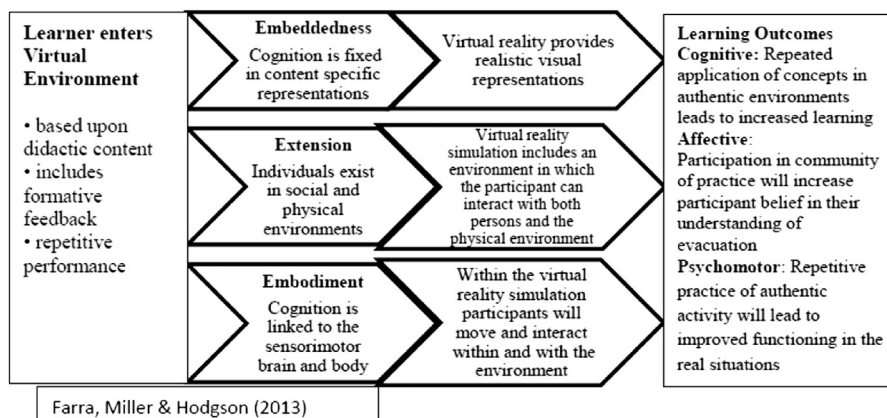 Learner enters
Virtual
Environment
• based upon
didactic content
• includes
formative
feedback
• repetitive
performance
Embeddedness
Cognition is fixed
in content specific
representations
Virtual reality provides
realistic visual
representations
Extension
Individuals exist
in social and
physical
environments
Virtual reality
simulation includes an
environment in which
the participant can
interact with both
persons and the
physical environment
Embodiment
Cognition is
linked to the
sensorimotor
brain and body
Within the virtual
reality simulation
participants will
move and interact
within and with the
environment
Learning Outcomes
Cognitive: Repeated
application of concepts in
authentic environments
leads to increased learning
Affective:
Participation in community
of practice will increase
participant belief in their
understanding of
evacuation
Psychomotor: Repetitive
practice of authentic
activity will lead to
improved functioning in the
real situations
Farra, Miller & Hodgson (2013)